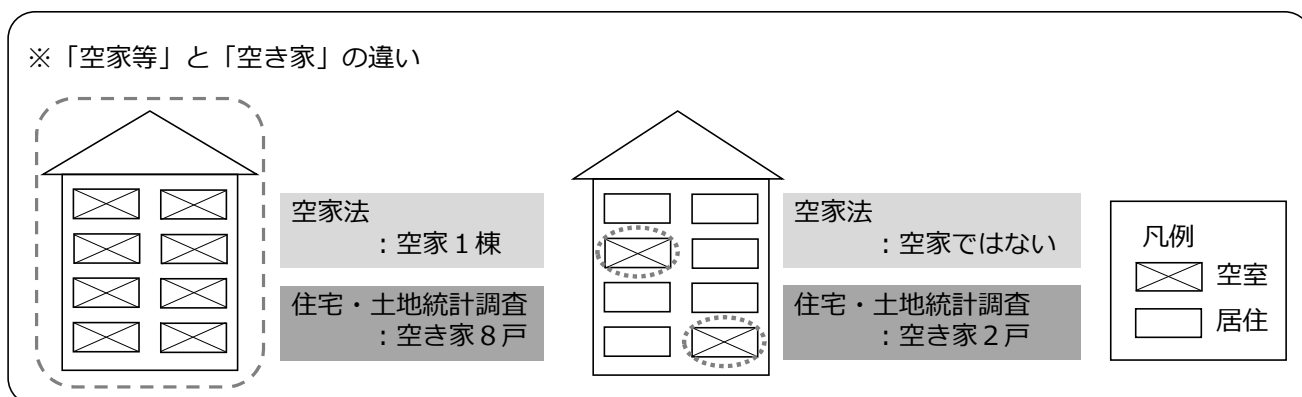 ※「空家等」と「空き家」の違い
空家法
：空家１棟
住宅・土地統計調査
：空き家８戸
空家法
：空家ではない
住宅・土地統計調査
：空き家２戸
凡例
空室
居住